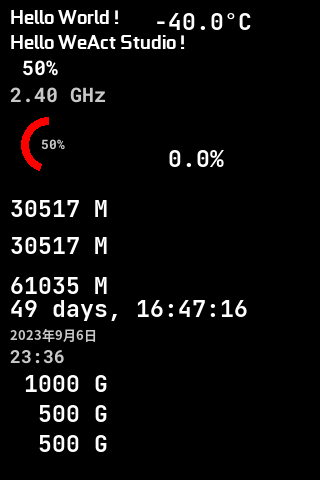 Hello World !
-40.0°C
Hello WeAct Studio !
50%
2.40 GHz
50%
0.0%
30517 M
30517 M
61035 M
49 days, 16:47:16
2023年9月6日
23:36
1000 G
500 G
500 G